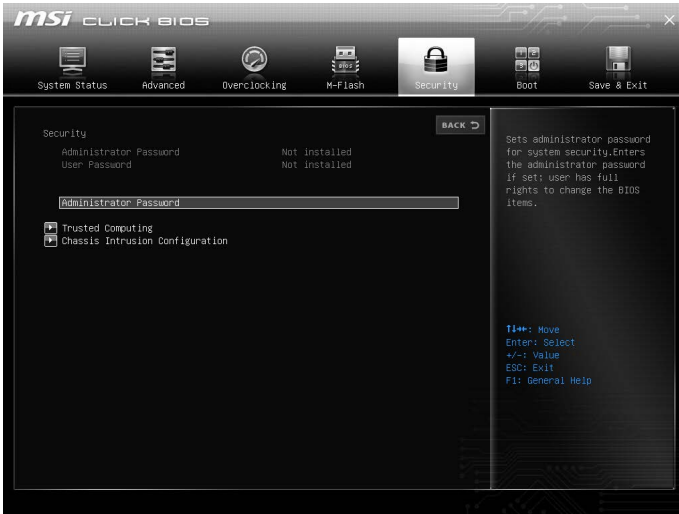 msi CLICK BIOS
System Status
Advanced
Overclocking
BIOS
M-Flash
Security
Boot
Save & Exit
BACK
Security
Administrator Password Not installed
User Password Not installed
Administrator Password
Trusted Computing
Chassis Intrusion Configuration
Sets administrator password
for system security.Enters
the administrator password
if set; user has full
rights to change the BIOS
items.
↑↓→←: Move
Enter: Select
+/-: Value
ESC: Exit
F1: General Help